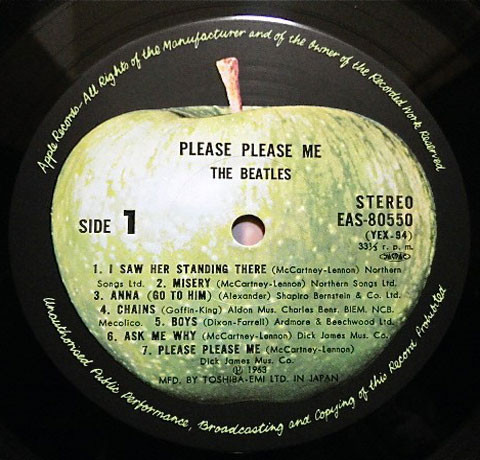 Apple Records—All Rights of the Manufacturer and of the Owner of the Recorded Work Reserved.
PLEASE PLEASE ME
THE BEATLES
STEREO
EAS-80550
(YEX-94)
33⅓ r. p. m.
SIDE 1
1. I SAW HER STANDING THERE (McCartney-Lennon) Northern
Songs Ltd. 2. MISERY (McCartney-Lennon) Northern Songs Ltd.
3. ANNA (GO TO HIM) (Alexander) Shapiro Bernstein & Co. Ltd.
4. CHAINS (Goffin-King) Aldon Mus. Charles Bens. BIEM. NCB.
Mecolico. 5. BOYS (Dixon-Farrell) Ardmore & Beechwood Ltd.
6. ASK ME WHY (McCartney-Lennon) Dick James Mus. Co.
7. PLEASE PLEASE ME (McCartney-Lennon)
Dick James Mus. Co.
℗ 1963
MFD. BY TOSHIBA-EMI LTD. IN JAPAN
Unauthorised Public Performance, Broadcasting and Copying of this Record Prohibited